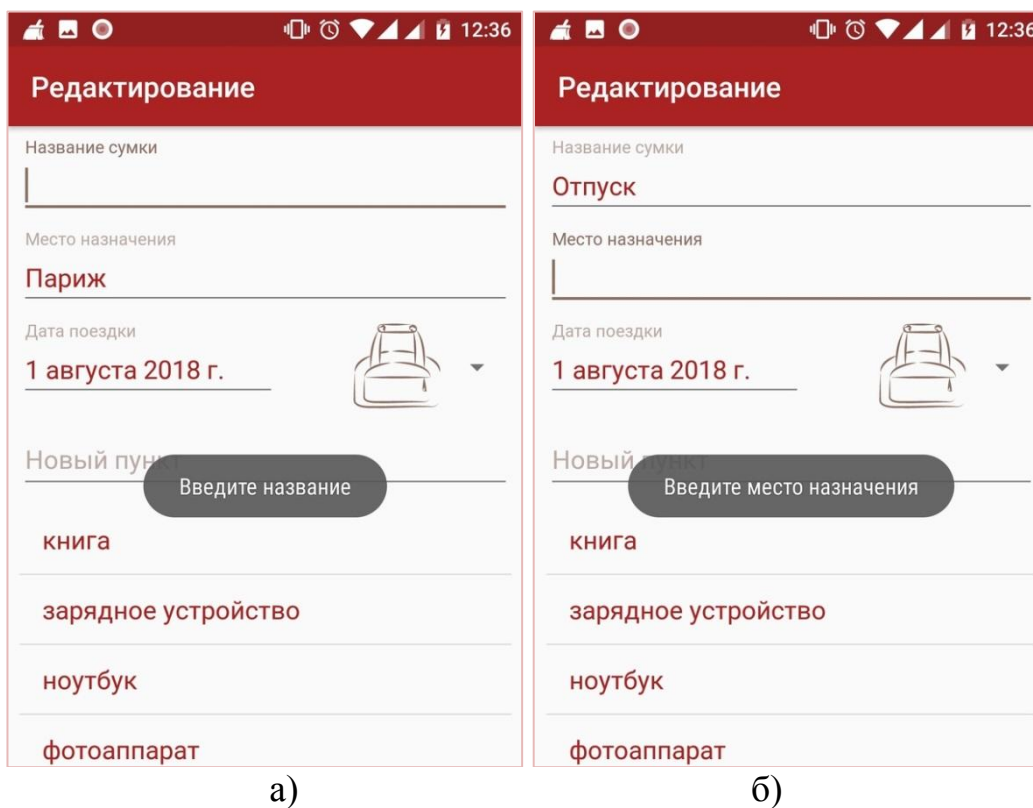 12:36
Редактирование
Название сумки
Место назначения
Париж
Дата поездки
1 августа 2018 г.
Новый пункт
Введите название
книга
зарядное устройство
ноутбук
фотоаппарат
а)
12:36
Редактирование
Название сумки
Отпуск
Место назначения
Дата поездки
1 августа 2018 г.
Новый пункт
Введите место назначения
книга
зарядное устройство
ноутбук
фотоаппарат
б)